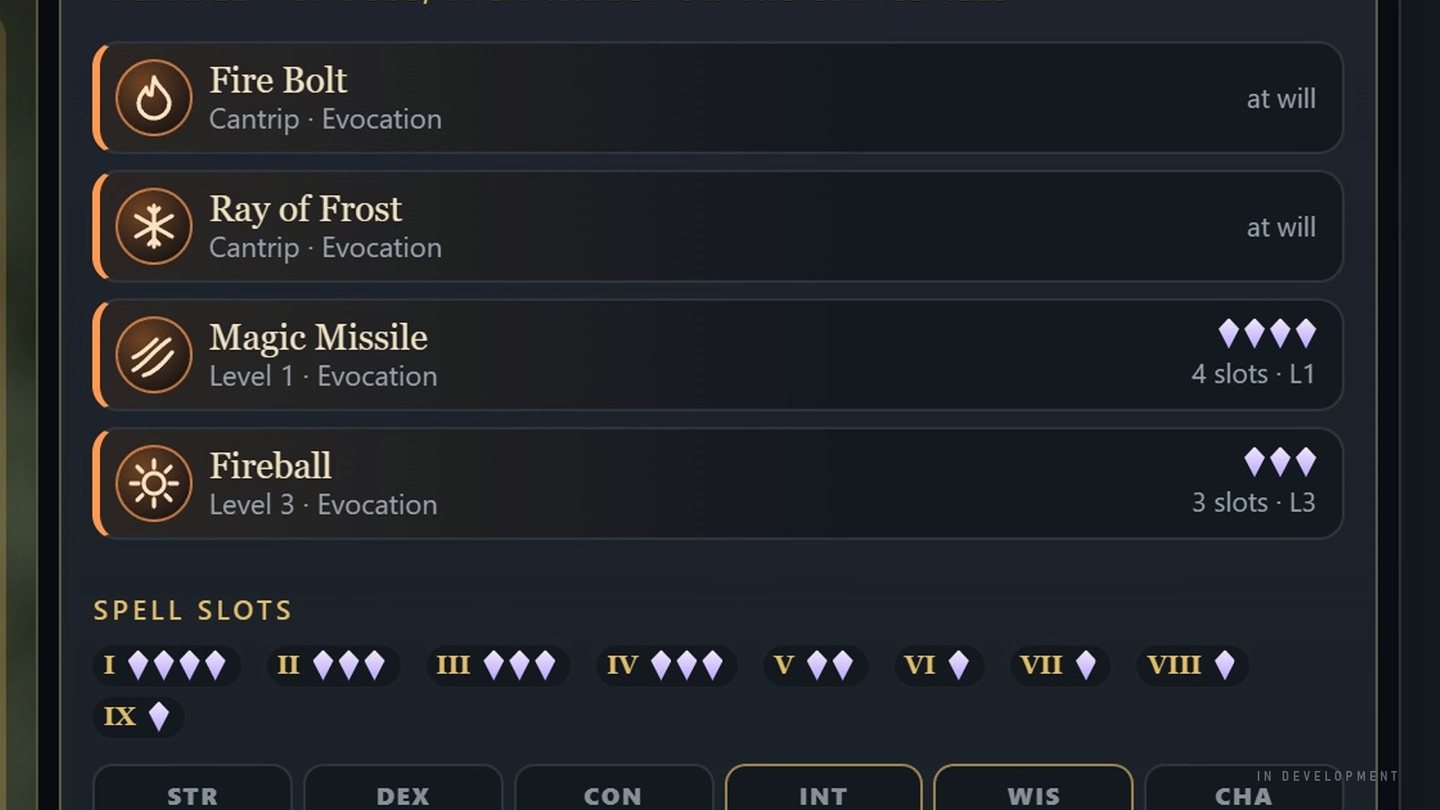 Fire Bolt
Cantrip · Evocation
at will
Ray of Frost
Cantrip · Evocation
at will
Magic Missile
Level 1 · Evocation
4 slots · L1
Fireball
Level 3 · Evocation
3 slots · L3
SPELL SLOTS
I II III IV V VI VII VIII
IX
STR DEX CON INT WIS CHA
IN DEVELOPMENT